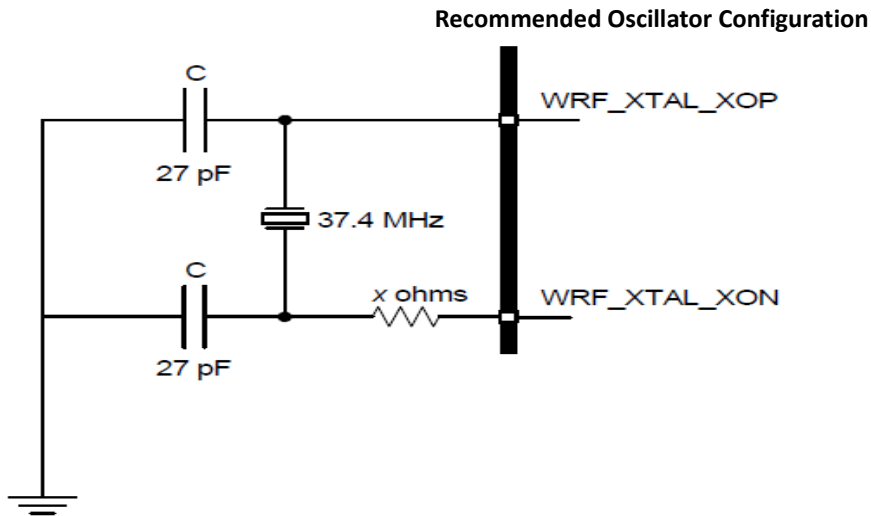 Recommended Oscillator Configuration
C
WRF_XTAL_XOP
27 pF
37.4 MHz
C
x ohms
WRF_XTAL_XON
27 pF